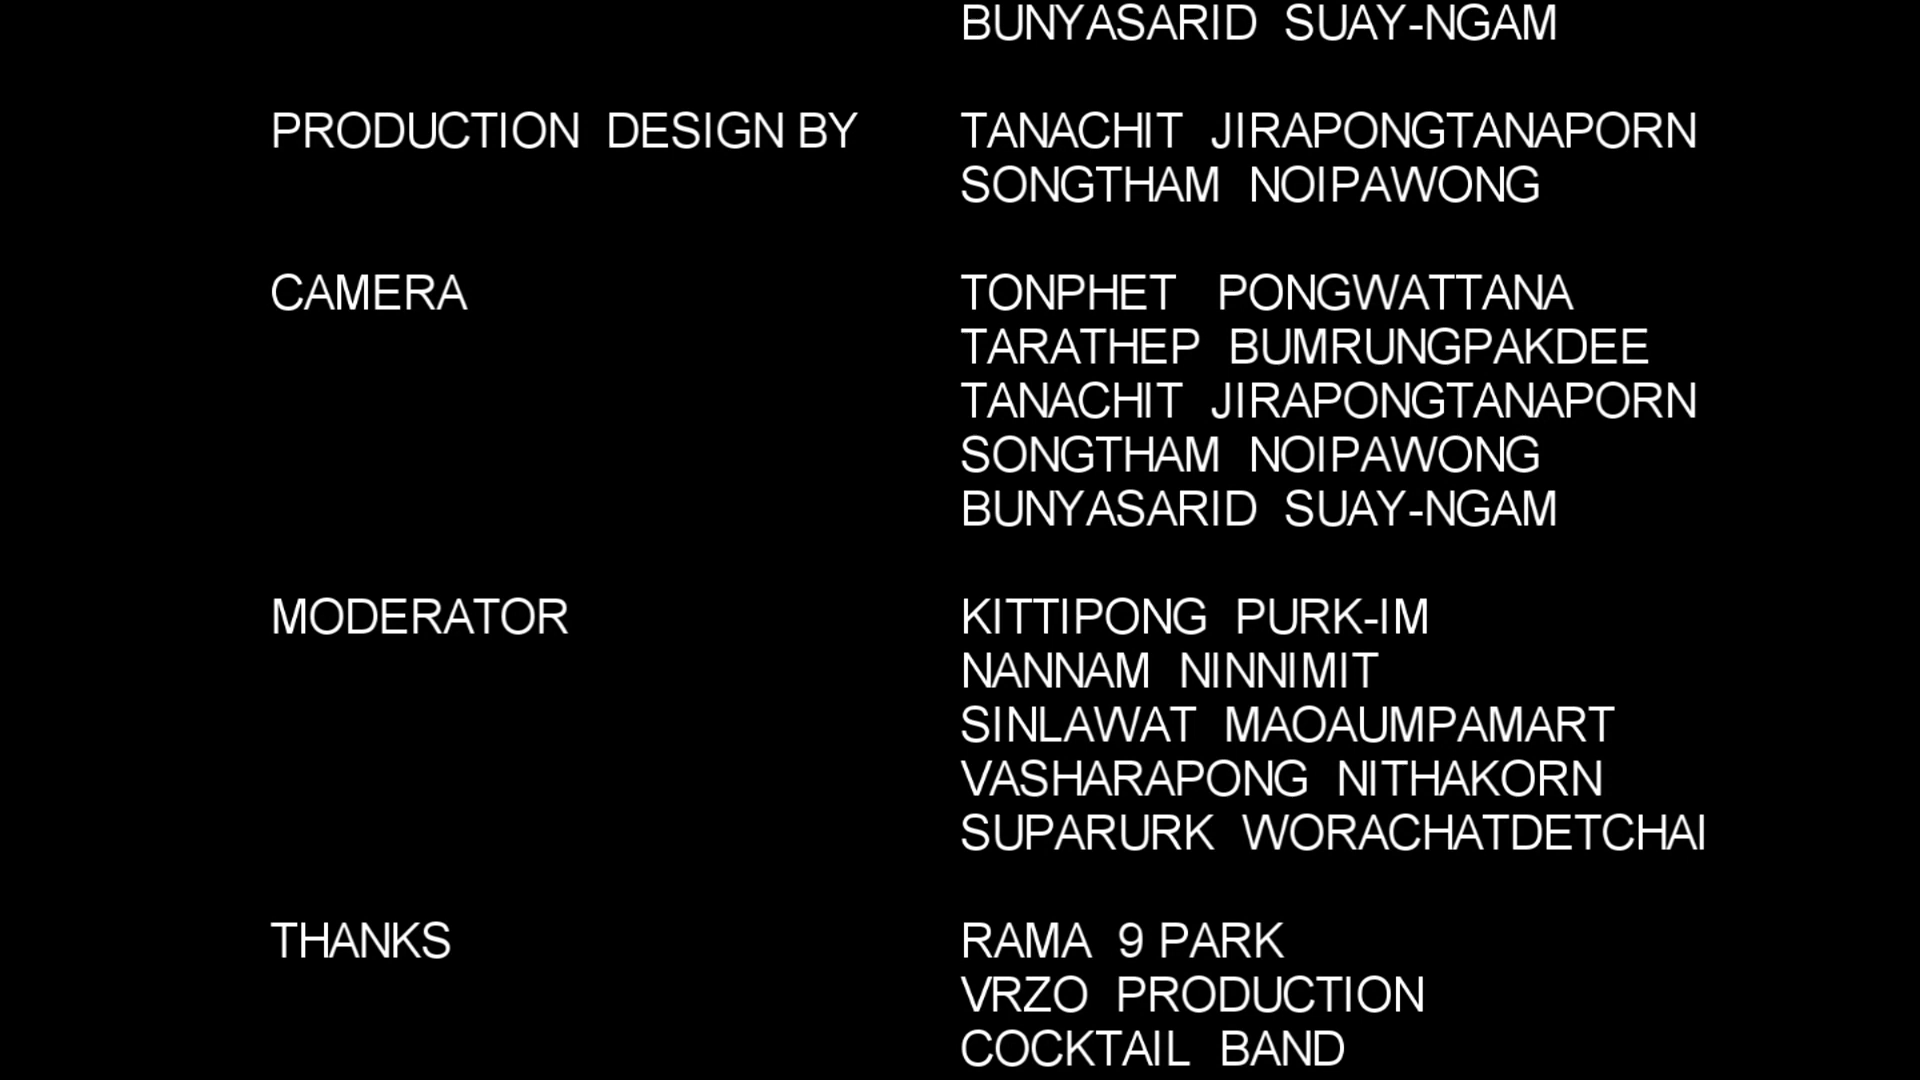 BUNYASARID SUAY-NGAM
PRODUCTION DESIGN BY TANACHIT JIRAPONGTANAPORN
SONGTHAM NOIPAWONG
CAMERA TONPHET PONGWATTANA
TARATHEP BUMRUNGPAKDEE
TANACHIT JIRAPONGTANAPORN
SONGTHAM NOIPAWONG
BUNYASARID SUAY-NGAM
MODERATOR KITTIPONG PURK-IM
NANNAM NINNIMIT
SINLAWAT MAOAUMPAMART
VASHARAPONG NITHAKORN
SUPARURK WORACHATDETCHAI
THANKS RAMA 9 PARK
VRZO PRODUCTION
COCKTAIL BAND